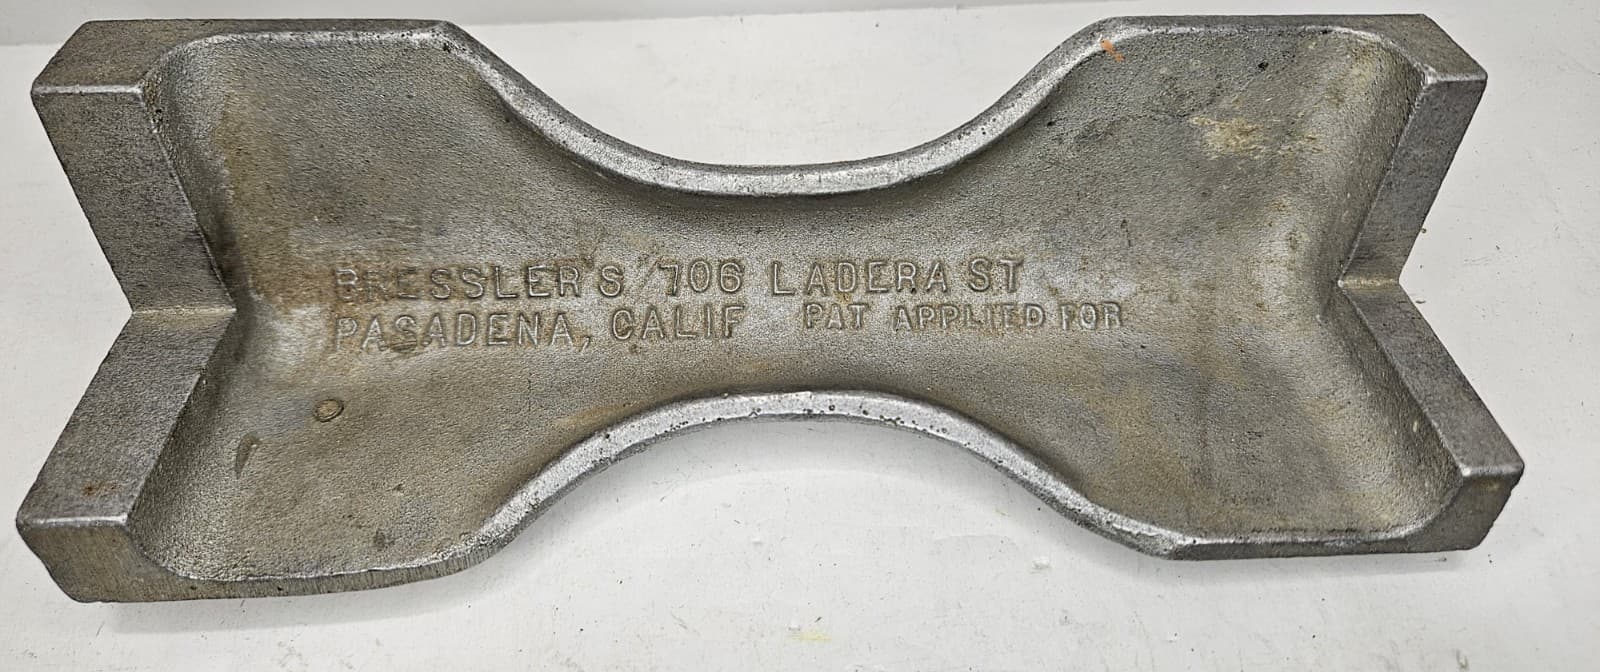 BRESSLER'S 706 LADERA ST
PASADENA, CALIF PAT APPLIED FOR